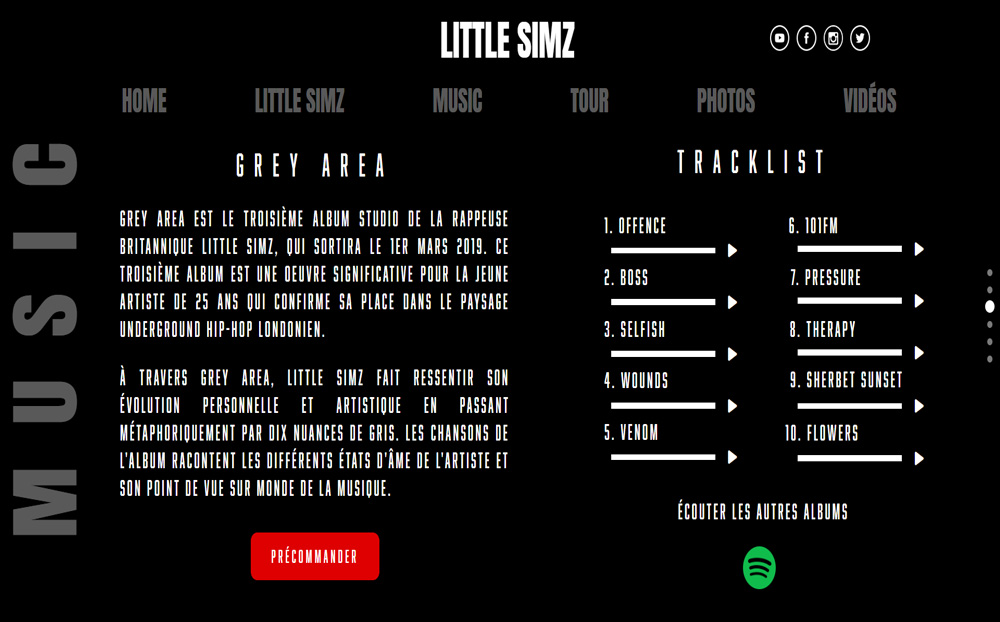 LITTLE SIMZ
HOME LITTLE SIMZ MUSIC TOUR PHOTOS VIDÉOS
MUSIC
GREY AREA
GREY AREA EST LE TROISIÈME ALBUM STUDIO DE LA RAPPEUSE
BRITANNIQUE LITTLE SIMZ, QUI SORTIRA LE 1ER MARS 2019. CE
TROISIÈME ALBUM EST UNE OEUVRE SIGNIFICATIVE POUR LA JEUNE
ARTISTE DE 25 ANS QUI CONFIRME SA PLACE DANS LE PAYSAGE
UNDERGROUND HIP-HOP LONDONIEN.
À TRAVERS GREY AREA, LITTLE SIMZ FAIT RESSENTIR SON
ÉVOLUTION PERSONNELLE ET ARTISTIQUE EN PASSANT
MÉTAPHORIQUEMENT PAR DIX NUANCES DE GRIS. LES CHANSONS DE
L'ALBUM RACONTENT LES DIFFÉRENTS ÉTATS D'ÂME DE L'ARTISTE ET
SON POINT DE VUE SUR MONDE DE LA MUSIQUE.
PRÉCOMMANDER
TRACKLIST
1. OFFENCE
2. BOSS
3. SELFISH
4. WOUNDS
5. VENOM
6. 101FM
7. PRESSURE
8. THERAPY
9. SHERBET SUNSET
10. FLOWERS
ÉCOUTER LES AUTRES ALBUMS